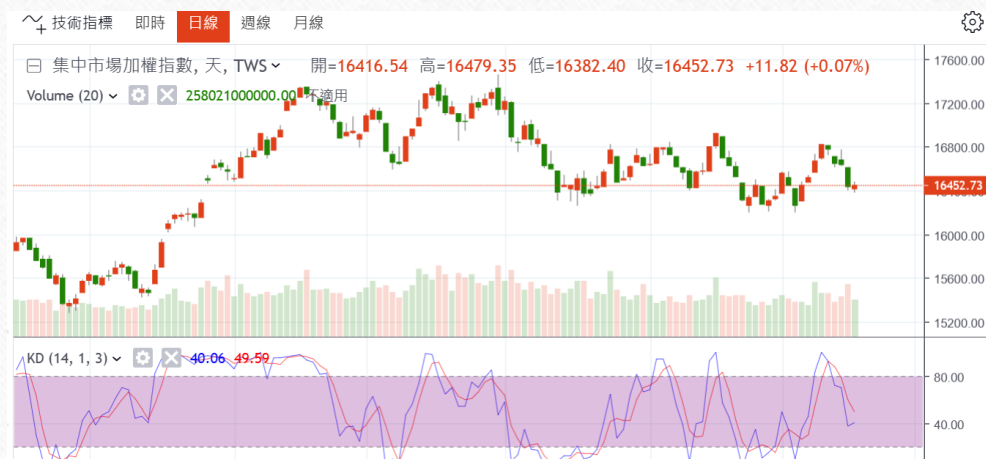 技術指標 即時 日線 週線 月線
集中市場加權指數, 天, TWS 開=16416.54 高=16479.35 低=16382.40 收=16452.73 +11.82 (+0.07%)
Volume (20) 258021000000.00 不適用
17600.00
17200.00
16800.00
16452.73
16000.00
15600.00
15200.00
KD (14, 1, 3) 40.06 49.59
80.00
40.00